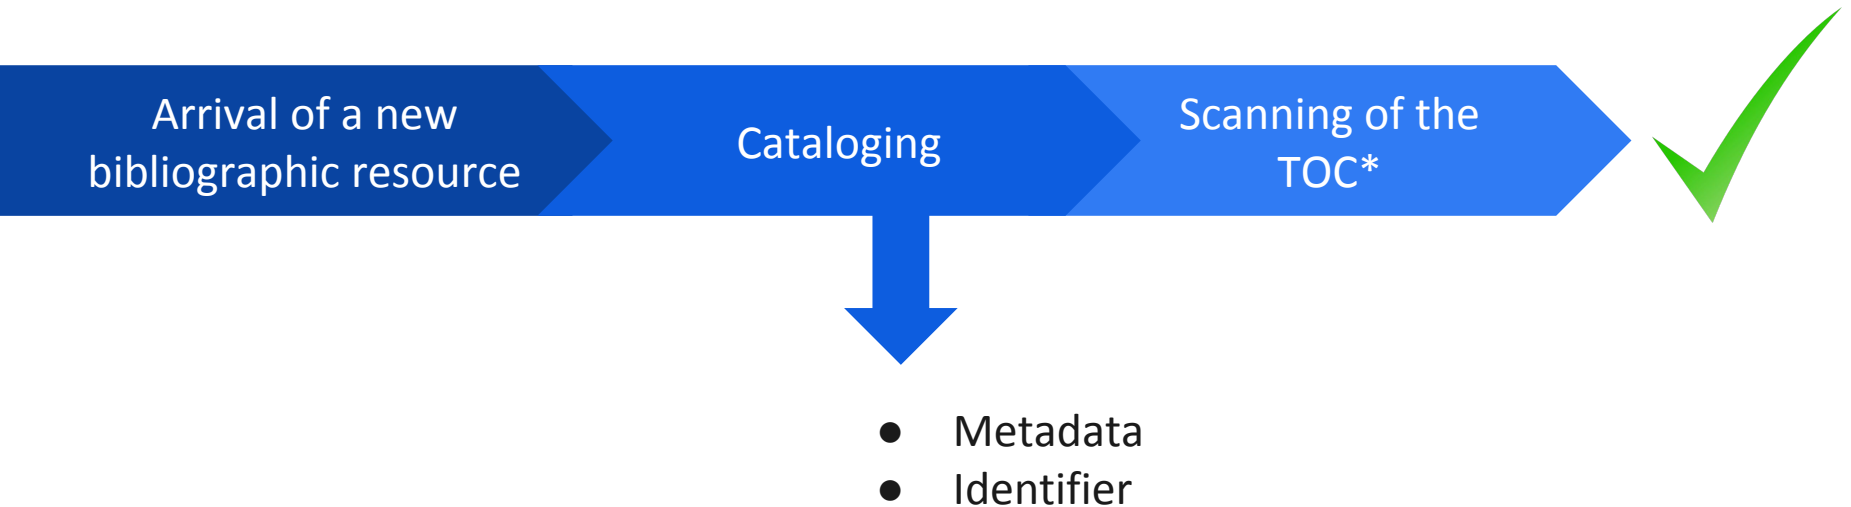 Arrival of a new
bibliographic resource
Cataloging
Scanning of the
TOC*
● Metadata
● Identifier